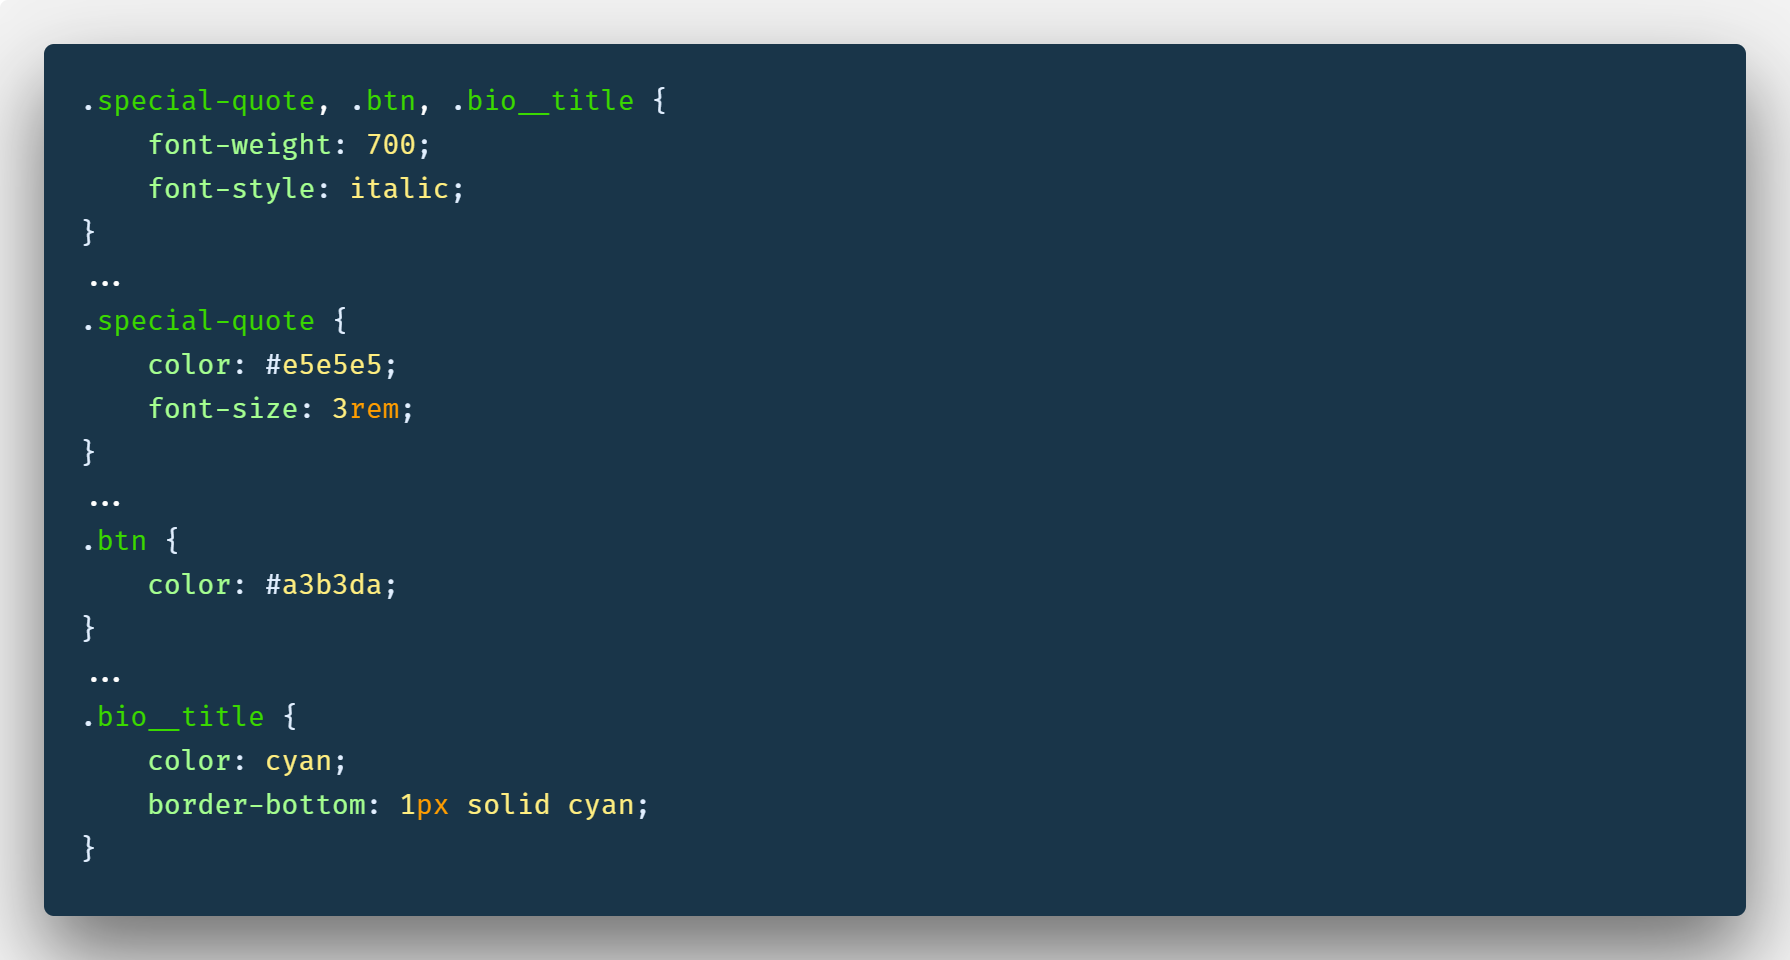 .special-quote, .btn, .bio__title {
    font-weight: 700;
    font-style: italic;
}
...
.special-quote {
    color: #e5e5e5;
    font-size: 3rem;
}
...
.btn {
    color: #a3b3da;
}
...
.bio__title {
    color: cyan;
    border-bottom: 1px solid cyan;
}